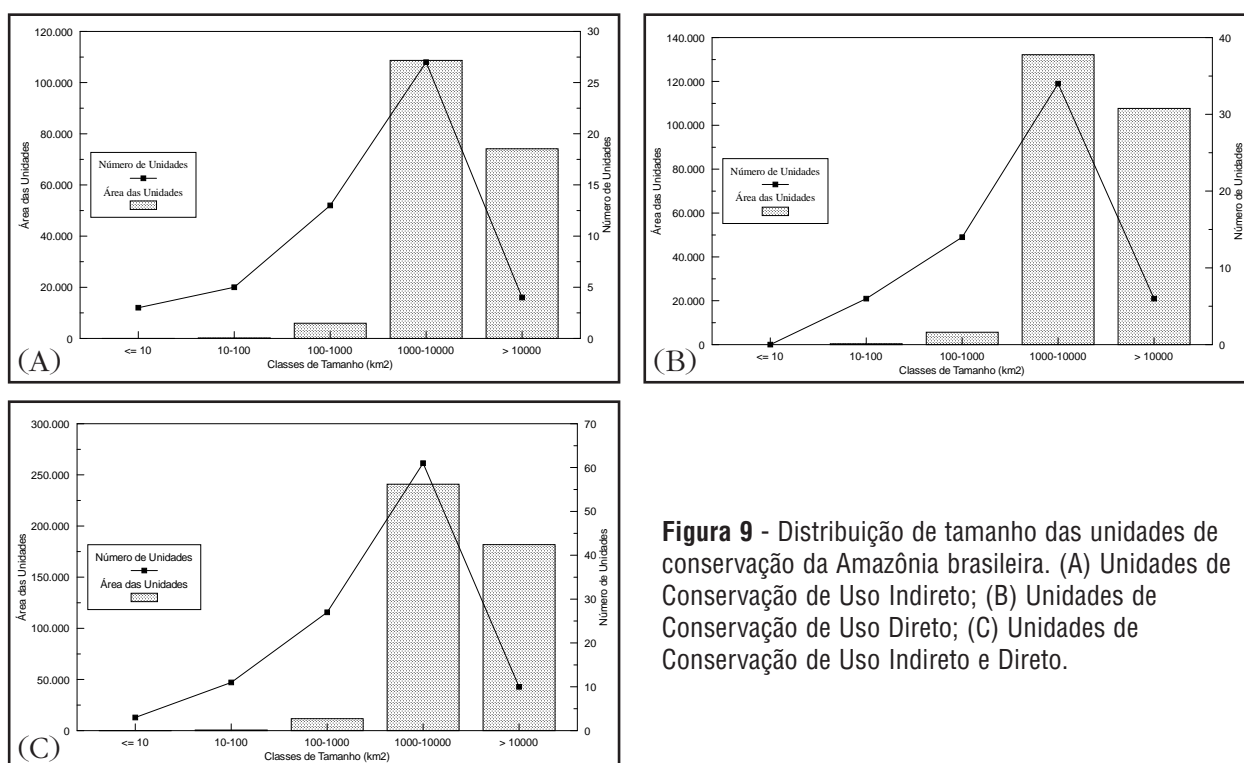 120.000
100.000
80.000
60.000
40.000
20.000
0
Área das Unidades
30
25
20
15
10
5
0
Número de Unidades
Número de Unidades
Área das Unidades
<= 10 10-100 100-1000 1000-10000 > 10000
Classes de Tamanho (km2)
(A)
140.000
120.000
100.000
80.000
60.000
40.000
20.000
0
Área das Unidades
40
30
20
10
0
Número de Unidades
Número de Unidades
Área das Unidades
<= 10 10-100 100-1000 1000-10000 > 10000
Classes de Tamanho (km2)
(B)
300.000
250.000
200.000
150.000
100.000
50.000
0
Área das Unidades
70
60
50
40
30
20
10
0
Número de Unidades
Número de Unidades
Área das Unidades
<= 10 10-100 100-1000 1000-10000 > 10000
Classes de Tamanho (km2)
(C)
Figura 9 - Distribuição de tamanho das unidades de
conservação da Amazônia brasileira. (A) Unidades de
Conservação de Uso Indireto; (B) Unidades de
Conservação de Uso Direto; (C) Unidades de
Conservação de Uso Indireto e Direto.